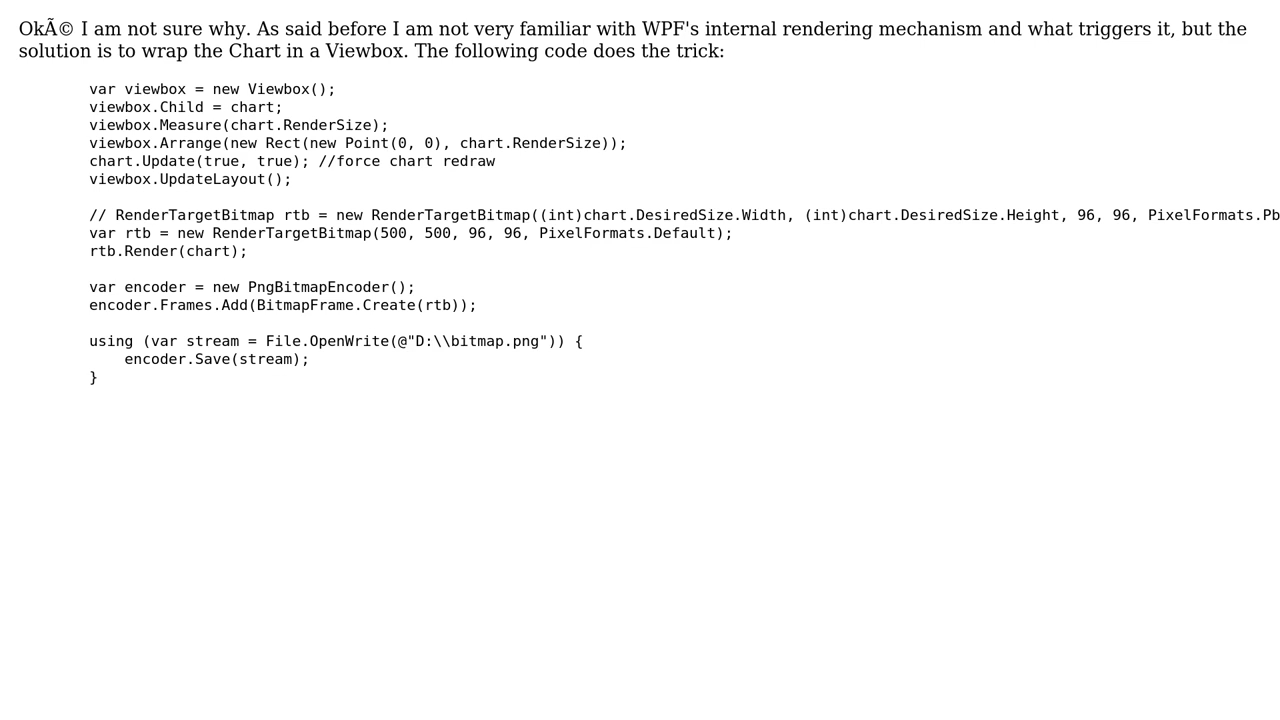 OkÃ© I am not sure why. As said before I am not very familiar with WPF's internal rendering mechanism and what triggers it, but the
solution is to wrap the Chart in a Viewbox. The following code does the trick:
var viewbox = new Viewbox();
viewbox.Child = chart;
viewbox.Measure(chart.RenderSize);
viewbox.Arrange(new Rect(new Point(0, 0), chart.RenderSize));
chart.Update(true, true); //force chart redraw
viewbox.UpdateLayout();
// RenderTargetBitmap rtb = new RenderTargetBitmap((int)chart.DesiredSize.Width, (int)chart.DesiredSize.Height, 96, 96, PixelFormats.Pb
var rtb = new RenderTargetBitmap(500, 500, 96, 96, PixelFormats.Default);
rtb.Render(chart);
var encoder = new PngBitmapEncoder();
encoder.Frames.Add(BitmapFrame.Create(rtb));
using (var stream = File.OpenWrite(@"D:\\bitmap.png")) {
    encoder.Save(stream);
}